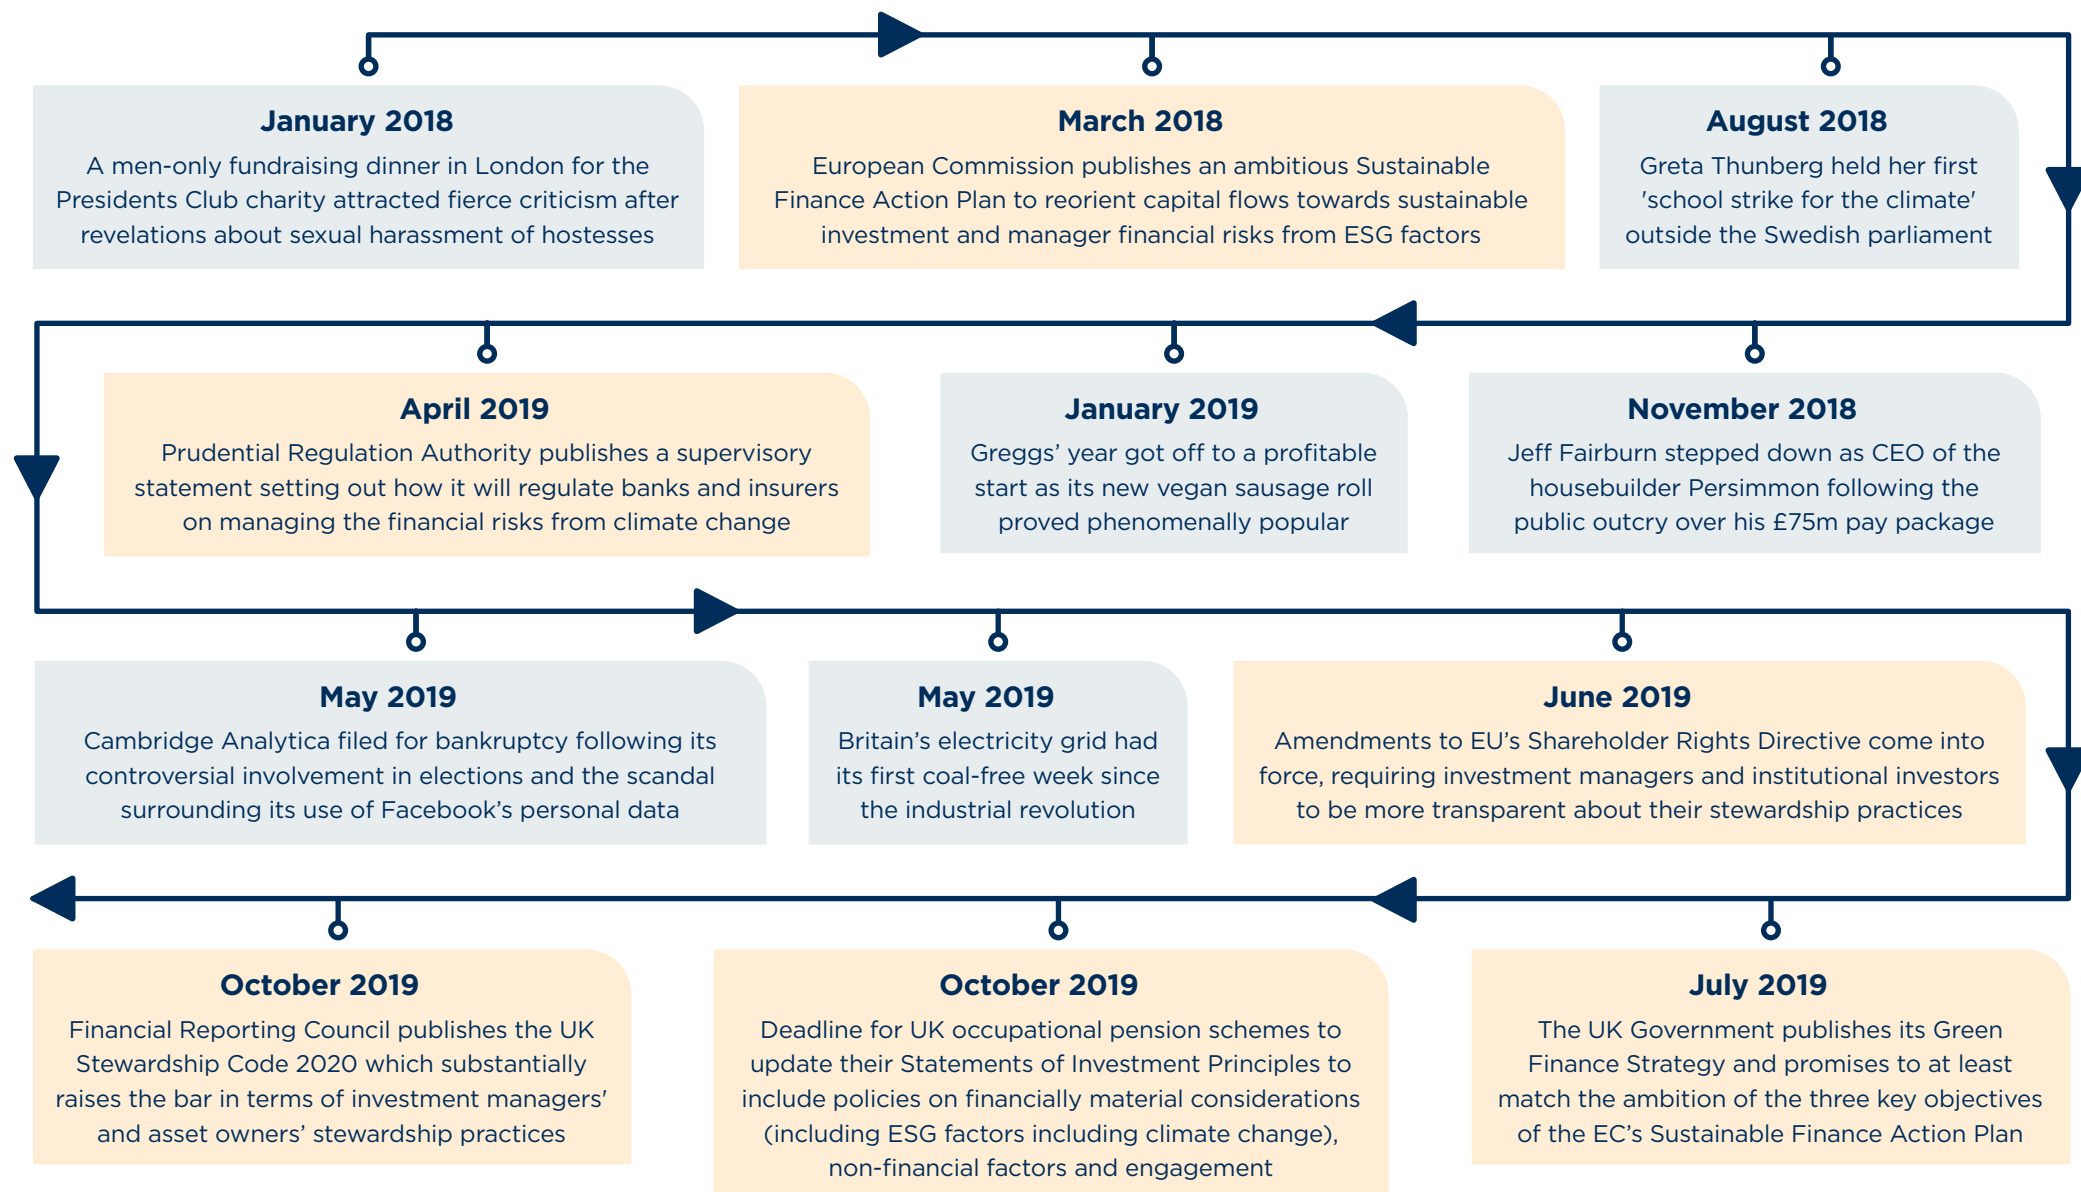 January 2018
A men-only fundraising dinner in London for the
Presidents Club charity attracted fierce criticism after
revelations about sexual harassment of hostesses
March 2018
European Commission publishes an ambitious Sustainable
Finance Action Plan to reorient capital flows towards sustainable
investment and manager financial risks from ESG factors
August 2018
Greta Thunberg held her first
'school strike for the climate'
outside the Swedish parliament
November 2018
Jeff Fairburn stepped down as CEO of the
housebuilder Persimmon following the
public outcry over his £75m pay package
January 2019
Greggs’ year got off to a profitable
start as its new vegan sausage roll
proved phenomenally popular
April 2019
Prudential Regulation Authority publishes a supervisory
statement setting out how it will regulate banks and insurers
on managing the financial risks from climate change
May 2019
Cambridge Analytica filed for bankruptcy following its
controversial involvement in elections and the scandal
surrounding its use of Facebook’s personal data
May 2019
Britain’s electricity grid had
its first coal-free week since
the industrial revolution
June 2019
Amendments to EU’s Shareholder Rights Directive come into
force, requiring investment managers and institutional investors
to be more transparent about their stewardship practices
July 2019
The UK Government publishes its Green
Finance Strategy and promises to at least
match the ambition of the three key objectives
of the EC’s Sustainable Finance Action Plan
October 2019
Deadline for UK occupational pension schemes to
update their Statements of Investment Principles to
include policies on financially material considerations
(including ESG factors including climate change),
non-financial factors and engagement
October 2019
Financial Reporting Council publishes the UK
Stewardship Code 2020 which substantially
raises the bar in terms of investment managers'
and asset owners’ stewardship practices